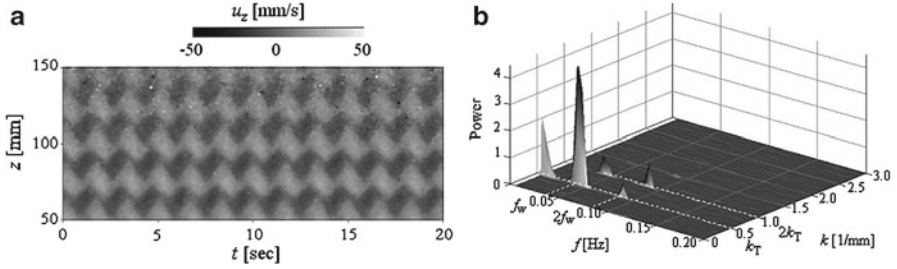 a
u_z [mm/s]
-50 0 50
150
100
50
z [mm]
0 5 10 15 20
t [sec]
b
Power
4
3
2
1
0
f_w 0.05 2f_w 0.10 0.15 0.20
f [Hz]
0 k_T 0.5 1.0 2k_T 1.5 2.0 2.5 3.0
k [1/mm]